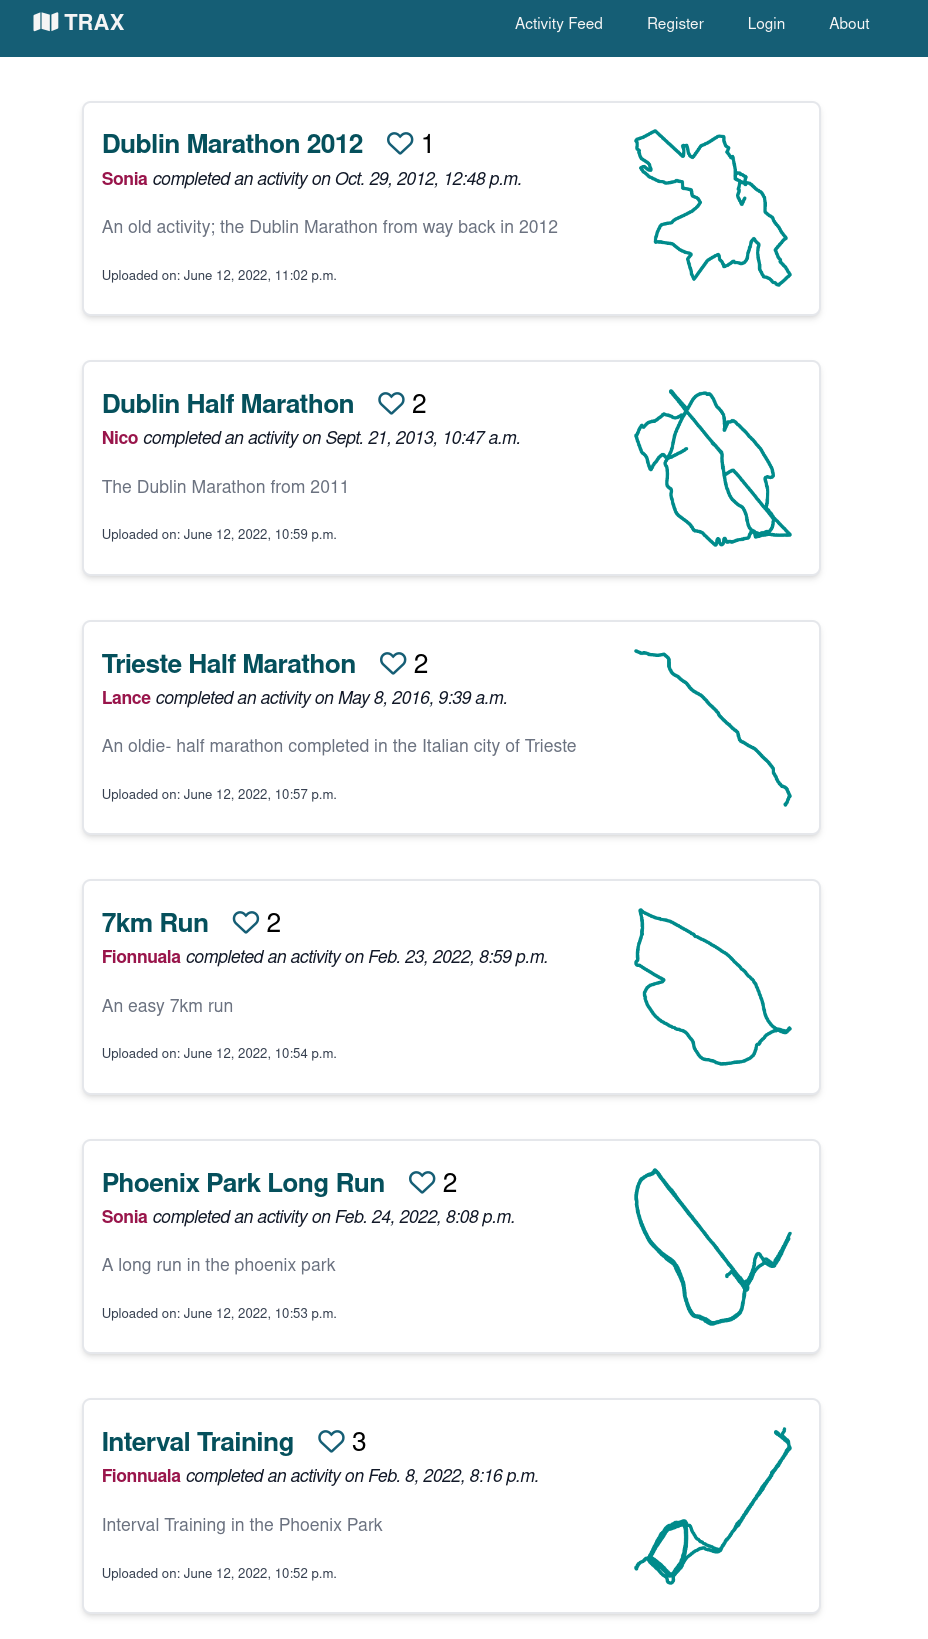 TRAX
Activity Feed Register Login About
Dublin Marathon 2012 1
Sonia completed an activity on Oct. 29, 2012, 12:48 p.m.
An old activity; the Dublin Marathon from way back in 2012
Uploaded on: June 12, 2022, 11:02 p.m.
Dublin Half Marathon 2
Nico completed an activity on Sept. 21, 2013, 10:47 a.m.
The Dublin Marathon from 2011
Uploaded on: June 12, 2022, 10:59 p.m.
Trieste Half Marathon 2
Lance completed an activity on May 8, 2016, 9:39 a.m.
An oldie- half marathon completed in the Italian city of Trieste
Uploaded on: June 12, 2022, 10:57 p.m.
7km Run 2
Fionnuala completed an activity on Feb. 23, 2022, 8:59 p.m.
An easy 7km run
Uploaded on: June 12, 2022, 10:54 p.m.
Phoenix Park Long Run 2
Sonia completed an activity on Feb. 24, 2022, 8:08 p.m.
A long run in the phoenix park
Uploaded on: June 12, 2022, 10:53 p.m.
Interval Training 3
Fionnuala completed an activity on Feb. 8, 2022, 8:16 p.m.
Interval Training in the Phoenix Park
Uploaded on: June 12, 2022, 10:52 p.m.